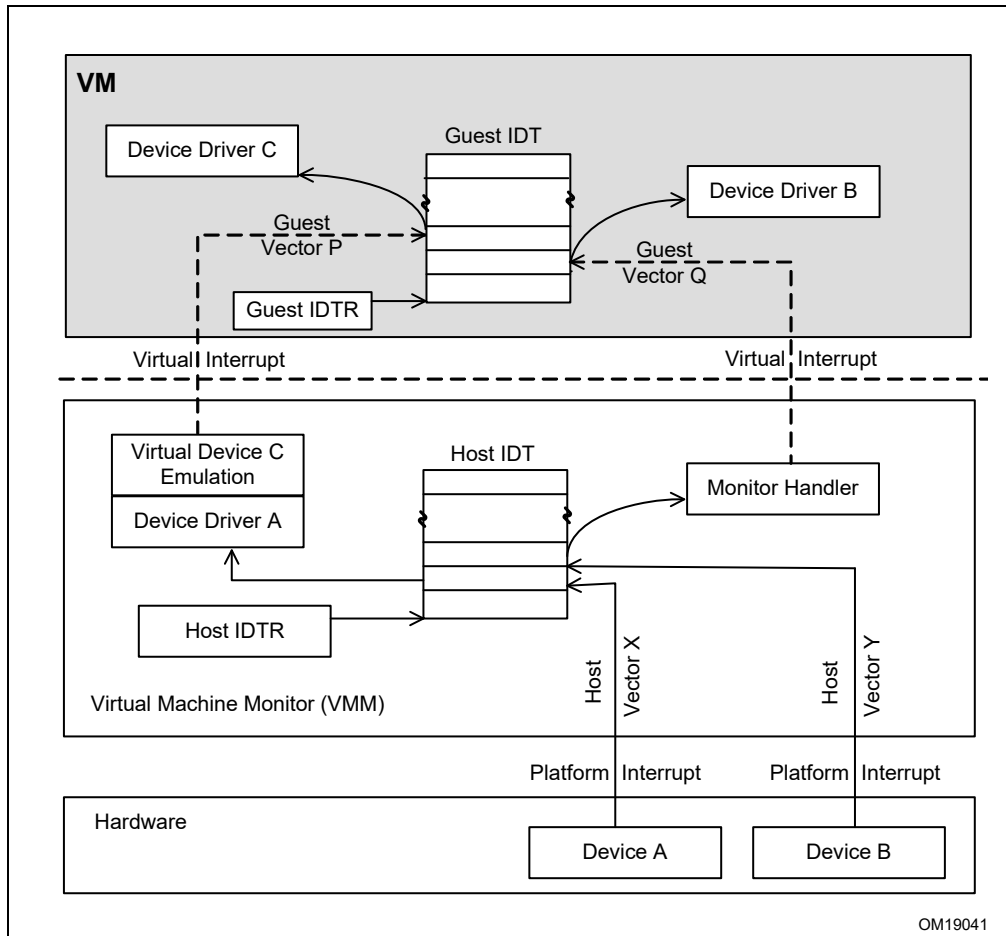 VM
Guest IDT
Device Driver C
Device Driver B
Guest
Vector P
Guest
Vector Q
Guest IDTR
Virtual Interrupt
Virtual Interrupt
Virtual Device C
Emulation
Device Driver A
Host IDT
Monitor Handler
Host IDTR
Host
Vector X
Host
Vector Y
Virtual Machine Monitor (VMM)
Platform Interrupt
Platform Interrupt
Hardware
Device A
Device B
OM19041